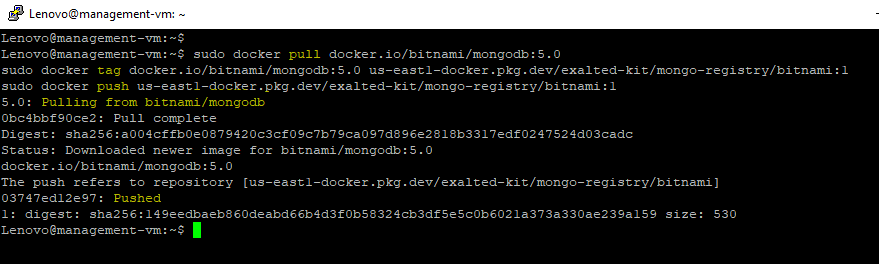 Lenovo@management-vm: ~
Lenovo@management-vm:~$
Lenovo@management-vm:~$ sudo docker pull docker.io/bitnami/mongodb:5.0
sudo docker tag docker.io/bitnami/mongodb:5.0 us-east1-docker.pkg.dev/exalted-kit/mongo-registry/bitnami:1
sudo docker push us-east1-docker.pkg.dev/exalted-kit/mongo-registry/bitnami:1
5.0: Pulling from bitnami/mongodb
0bc4bbf90ce2: Pull complete
Digest: sha256:a004cffb0e0879420c3cf09c7b79ca097d896e2818b3317edf0247524d03cadc
Status: Downloaded newer image for bitnami/mongodb:5.0
docker.io/bitnami/mongodb:5.0
The push refers to repository [us-east1-docker.pkg.dev/exalted-kit/mongo-registry/bitnami]
03747ed12e97: Pushed
1: digest: sha256:149eedbaeb860deabd66b4d3f0b58324cb3df5e5c0b6021a373a330ae239a159 size: 530
Lenovo@management-vm:~$